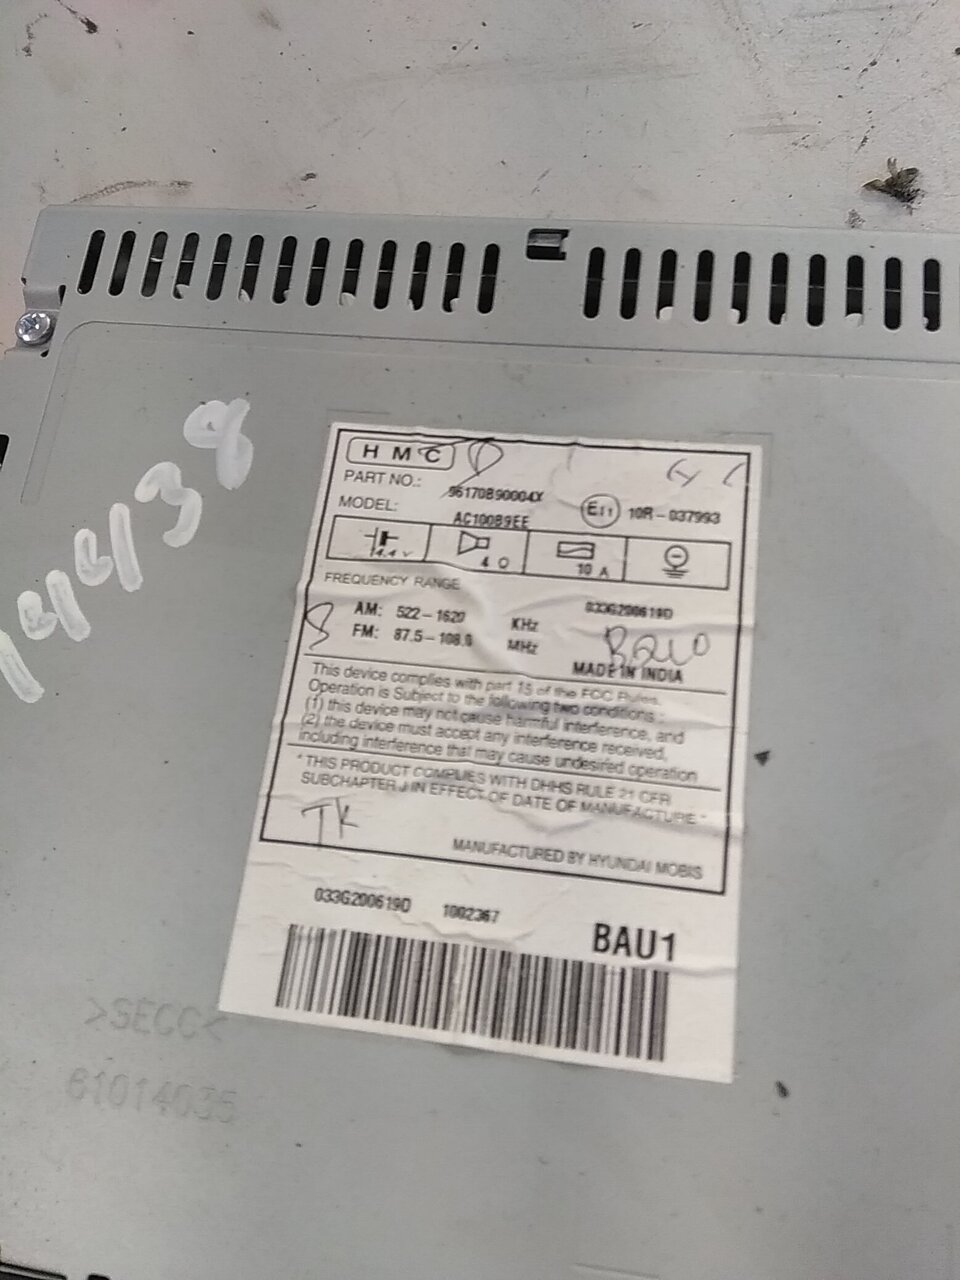 HMC
PART NO.: 96170B90004X
MODEL: AC100B9EE
E11 10R-037993
14.4 V
4 Ω
10 A
FREQUENCY RANGE
AM: 522-1620 KHz
FM: 87.5-108.0 MHz
033G200619D
MADE IN INDIA
This device complies with part 15 of the FCC Rules.
Operation is Subject to the following two conditions :
(1) this device may not cause harmful interference, and
(2) the device must accept any interference received,
including interference that may cause undesired operation
"THIS PRODUCT COMPLIES WITH DHHS RULE 21 CFR
SUBCHAPTER J IN EFFECT OF DATE OF MANUFACTURE"
TK
MANUFACTURED BY HYUNDAI MOBIS
033G200619D 1002367
BAU1
>SECC<
61014035